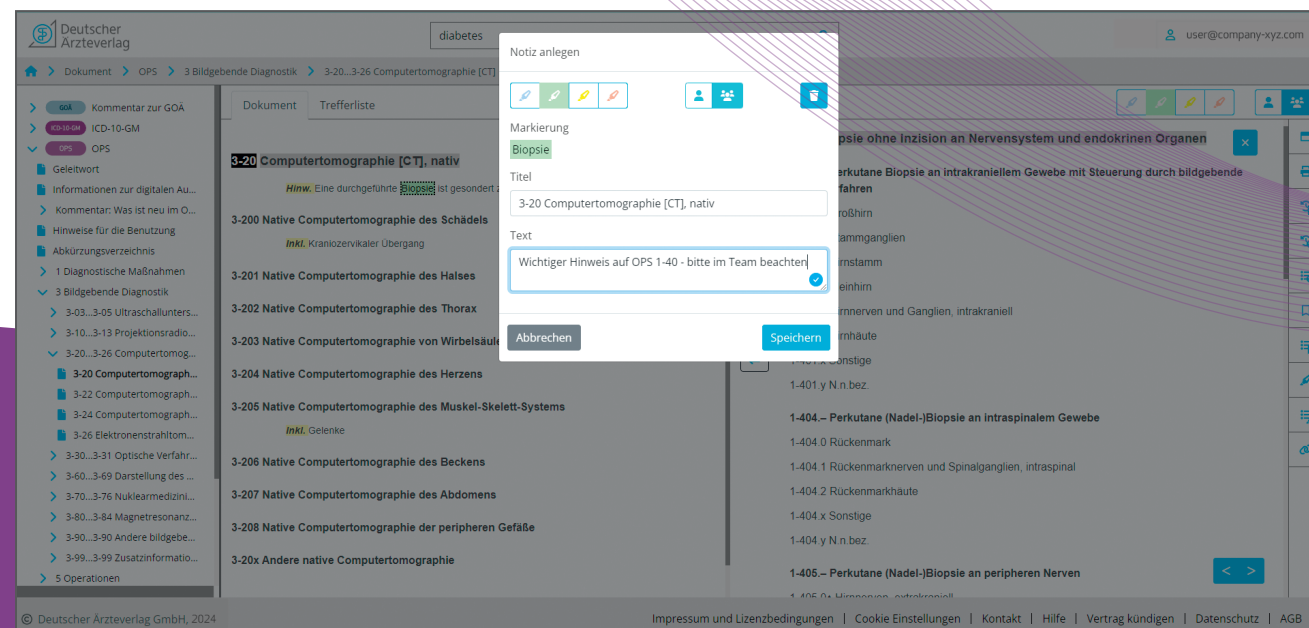 Deutscher
Ärzteverlag
diabetes
user@company-xyz.com
Dokument > OPS > 3 Bildgebende Diagnostik > 3-20...3-26 Computertomographie [CT]
GOÄ Kommentar zur GOÄ
ICD-10-GM ICD-10-GM
OPS OPS
Geleitwort
Informationen zur digitalen Au...
Kommentar: Was ist neu im O...
Hinweise für die Benutzung
Abkürzungsverzeichnis
1 Diagnostische Maßnahmen
3 Bildgebende Diagnostik
3-03...3-05 Ultraschallunters...
3-10...3-13 Projektionsradio...
3-20...3-26 Computertomog...
3-20 Computertomograph...
3-22 Computertomograph...
3-24 Computertomograph...
3-26 Elektronenstrahltom...
3-30...3-31 Optische Verfahr...
3-60...3-69 Darstellung des ...
3-70...3-76 Nuklearmedizini...
3-80...3-84 Magnetresonanz...
3-90...3-90 Andere bildgebe...
3-99...3-99 Zusatzinformatio...
5 Operationen
Dokument Trefferliste
3-20 Computertomographie [CT], nativ
Hinw. Eine durchgeführte Biopsie ist gesondert
3-200 Native Computertomographie des Schädels
Inkl. Kraniozervikaler Übergang
3-201 Native Computertomographie des Halses
3-202 Native Computertomographie des Thorax
3-203 Native Computertomographie von Wirbelsäule
3-204 Native Computertomographie des Herzens
3-205 Native Computertomographie des Muskel-Skelett-Systems
Inkl. Gelenke
3-206 Native Computertomographie des Beckens
3-207 Native Computertomographie des Abdomens
3-208 Native Computertomographie der peripheren Gefäße
3-20x Andere native Computertomographie
Notiz anlegen
Markierung
Biopsie
Titel
3-20 Computertomographie [CT], nativ
Text
Wichtiger Hinweis auf OPS 1-40 - bitte im Team beachten
Abbrechen
Speichern
psie ohne Inzision an Nervensystem und endokrinen Organen
erkutane Biopsie an intrakraniellem Gewebe mit Steuerung durch bildgebende
fahren
roßhirn
ammganglien
rnstamm
einhirn
rnnerven und Ganglien, intrakraniell
rnhäute
1-401.x Sonstige
1-401.y N.n.bez.
1-404.– Perkutane (Nadel-)Biopsie an intraspinalem Gewebe
1-404.0 Rückenmark
1-404.1 Rückenmarknerven und Spinalganglien, intraspinal
1-404.2 Rückenmarkhäute
1-404.x Sonstige
1-404.y N.n.bez.
1-405.– Perkutane (Nadel-)Biopsie an peripheren Nerven
< >
© Deutscher Ärzteverlag GmbH, 2024
Impressum und Lizenzbedingungen | Cookie Einstellungen | Kontakt | Hilfe | Vertrag kündigen | Datenschutz | AGB